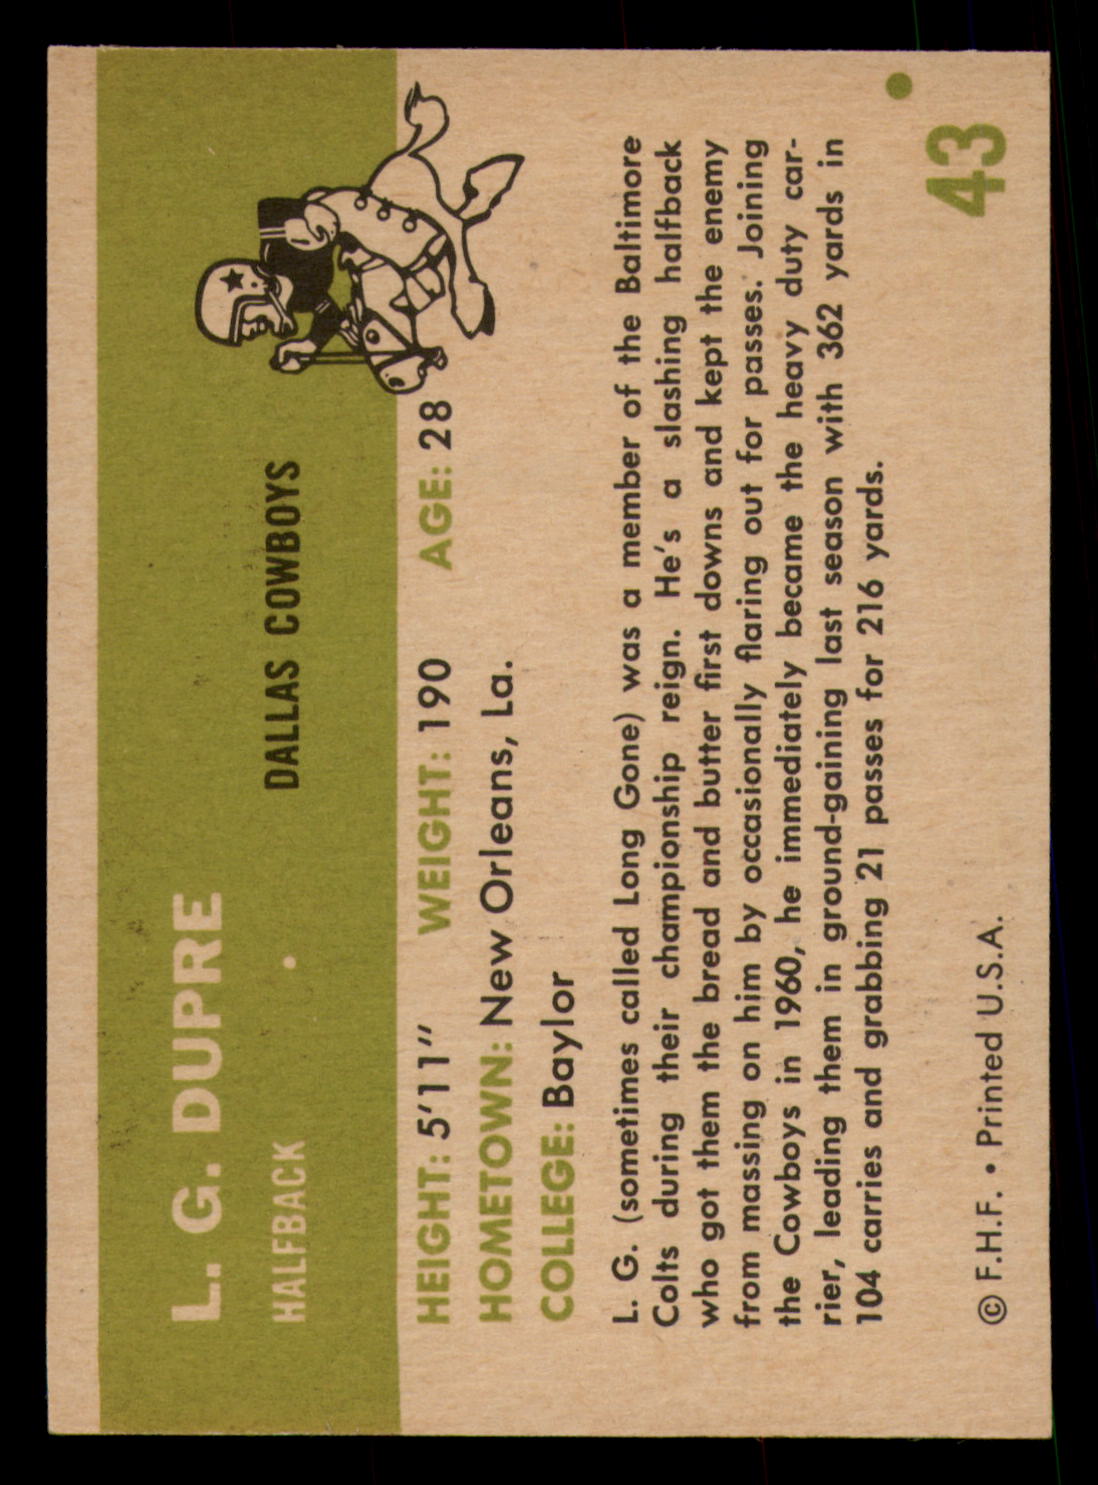 L. G. DUPRE
HALFBACK • DALLAS COWBOYS
HEIGHT: 5'11" WEIGHT: 190 AGE: 28
HOMETOWN: New Orleans, La.
COLLEGE: Baylor
L. G. (sometimes called Long Gone) was a member of the Baltimore
Colts during their championship reign. He's a slashing halfback
who got them the bread and butter first downs and kept the enemy
from massing on him by occasionally flaring out for passes. Joining
the Cowboys in 1960, he immediately became the heavy duty car-
rier, leading them in ground-gaining last season with 362 yards in
104 carries and grabbing 21 passes for 216 yards.
43
© F.H.F. • Printed U.S.A.